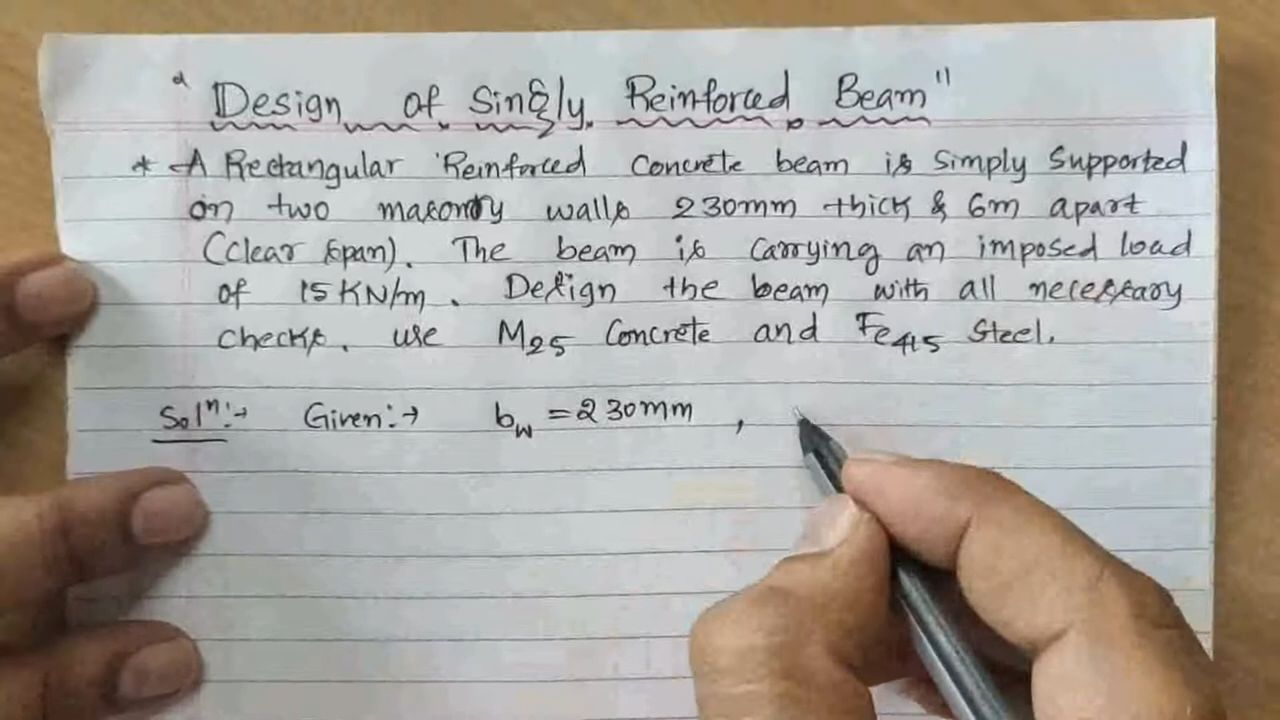 "Design of Singly Reinforced Beam"
* A Rectangular Reinforced Concrete beam is Simply Supported
on two masonry walls 230mm thick & 6m apart
(Clear span). The beam is Carrying an imposed load
of 15 KN/m. Design the beam with all necessary
checks. use M25 Concrete and Fe415 Steel.
Solⁿ:→ Given:→ bw = 230mm ,